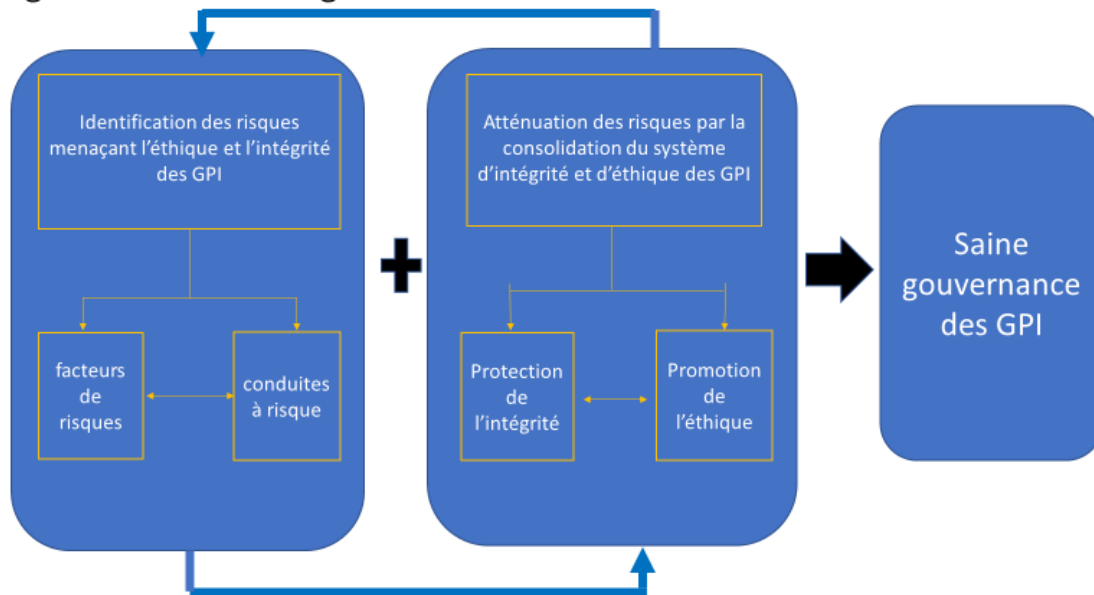 Identification des risques
menaçant l'éthique et l'intégrité
des GPI
facteurs
de
risques
conduites
à risque
Atténuation des risques par la
consolidation du système
d'intégrité et d'éthique des GPI
Protection
de
l'intégrité
Promotion
de
l'éthique
Saine
gouvernance
des GPI